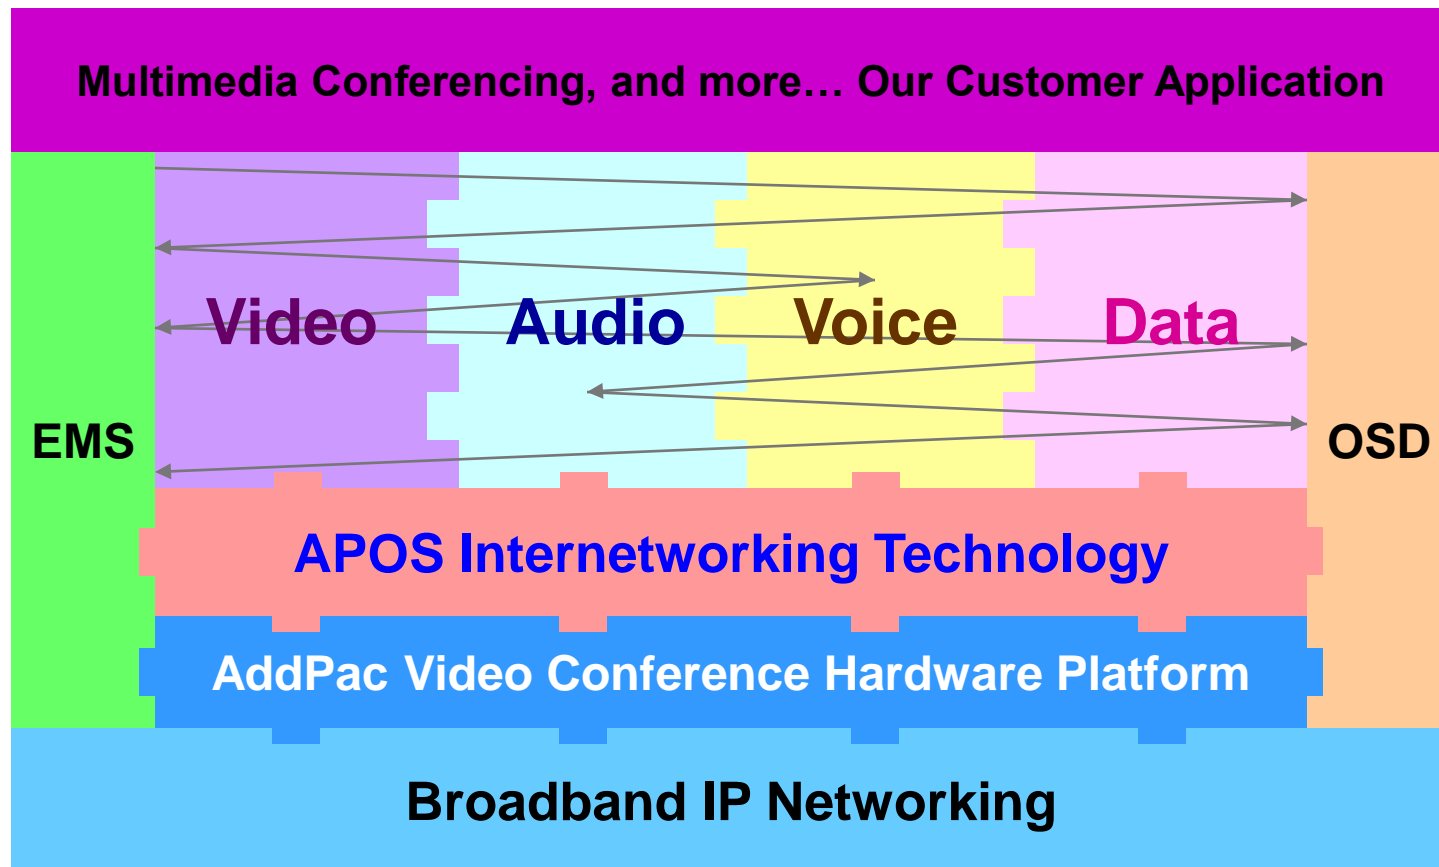 Multimedia Conferencing, and more… Our Customer Application
Video Audio Voice Data
EMS OSD
APOS Internetworking Technology
AddPac Video Conference Hardware Platform
Broadband IP Networking